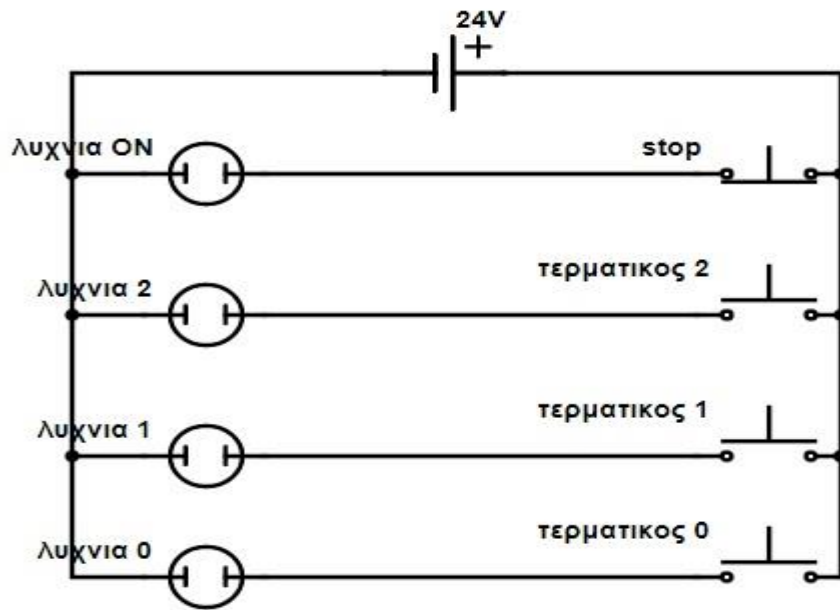 24V
λυχνια ON
stop
λυχνια 2
τερματικος 2
λυχνια 1
τερματικος 1
λυχνια 0
τερματικος 0